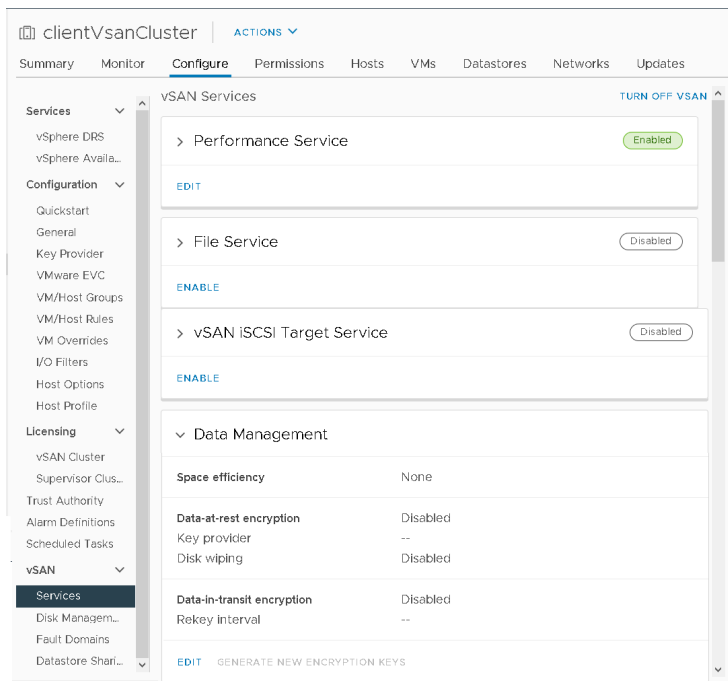 clientVsanCluster ACTIONS
Summary Monitor Configure Permissions Hosts VMs Datastores Networks Updates
Services
vSphere DRS
vSphere Availa...
Configuration
Quickstart
General
Key Provider
VMware EVC
VM/Host Groups
VM/Host Rules
VM Overrides
I/O Filters
Host Options
Host Profile
Licensing
vSAN Cluster
Supervisor Clus...
Trust Authority
Alarm Definitions
Scheduled Tasks
vSAN
Services
Disk Managem...
Fault Domains
Datastore Shari...
vSAN Services TURN OFF VSAN
Performance Service Enabled
EDIT
File Service Disabled
ENABLE
vSAN iSCSI Target Service Disabled
ENABLE
Data Management
Space efficiency None
Data-at-rest encryption Disabled
Key provider --
Disk wiping Disabled
Data-in-transit encryption Disabled
Rekey interval --
EDIT GENERATE NEW ENCRYPTION KEYS